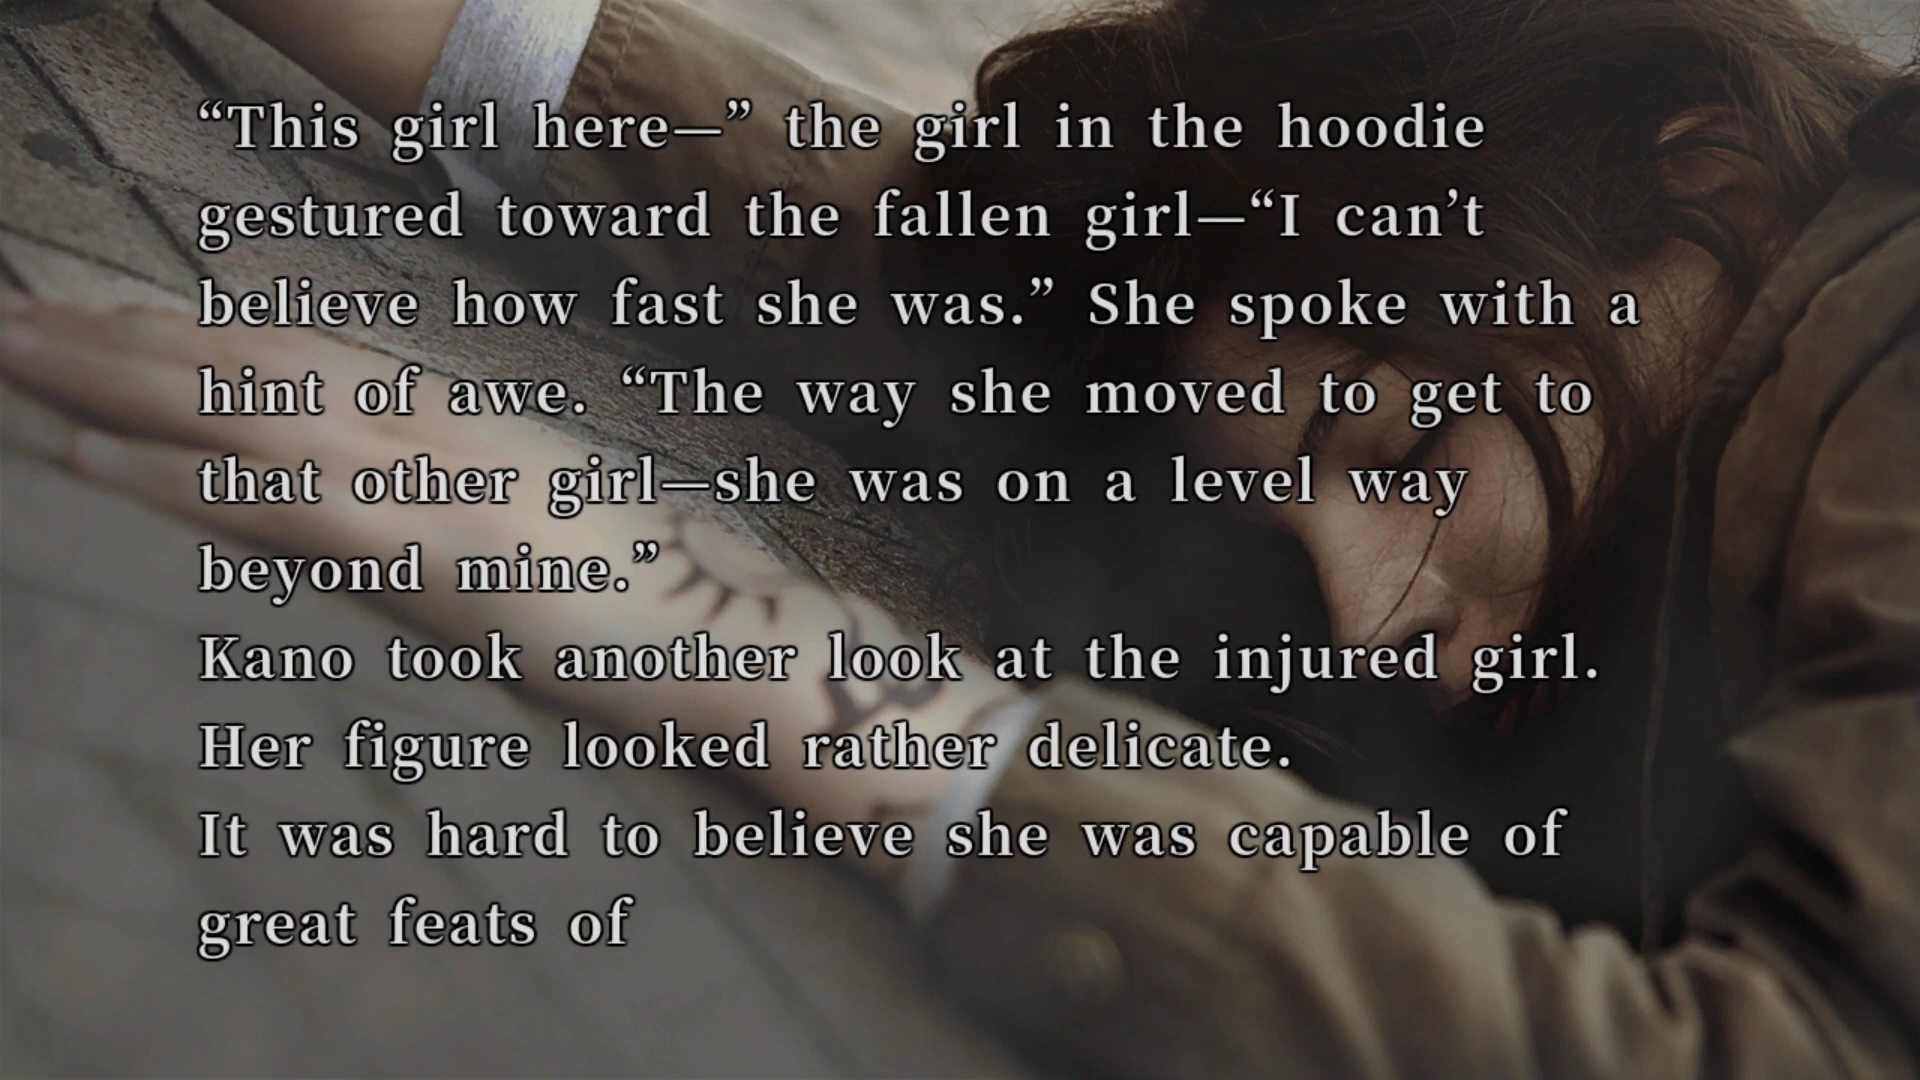 “This girl here—” the girl in the hoodie
gestured toward the fallen girl—“I can’t
believe how fast she was.” She spoke with a
hint of awe. “The way she moved to get to
that other girl—she was on a level way
beyond mine.”
Kano took another look at the injured girl.
Her figure looked rather delicate.
It was hard to believe she was capable of
great feats of